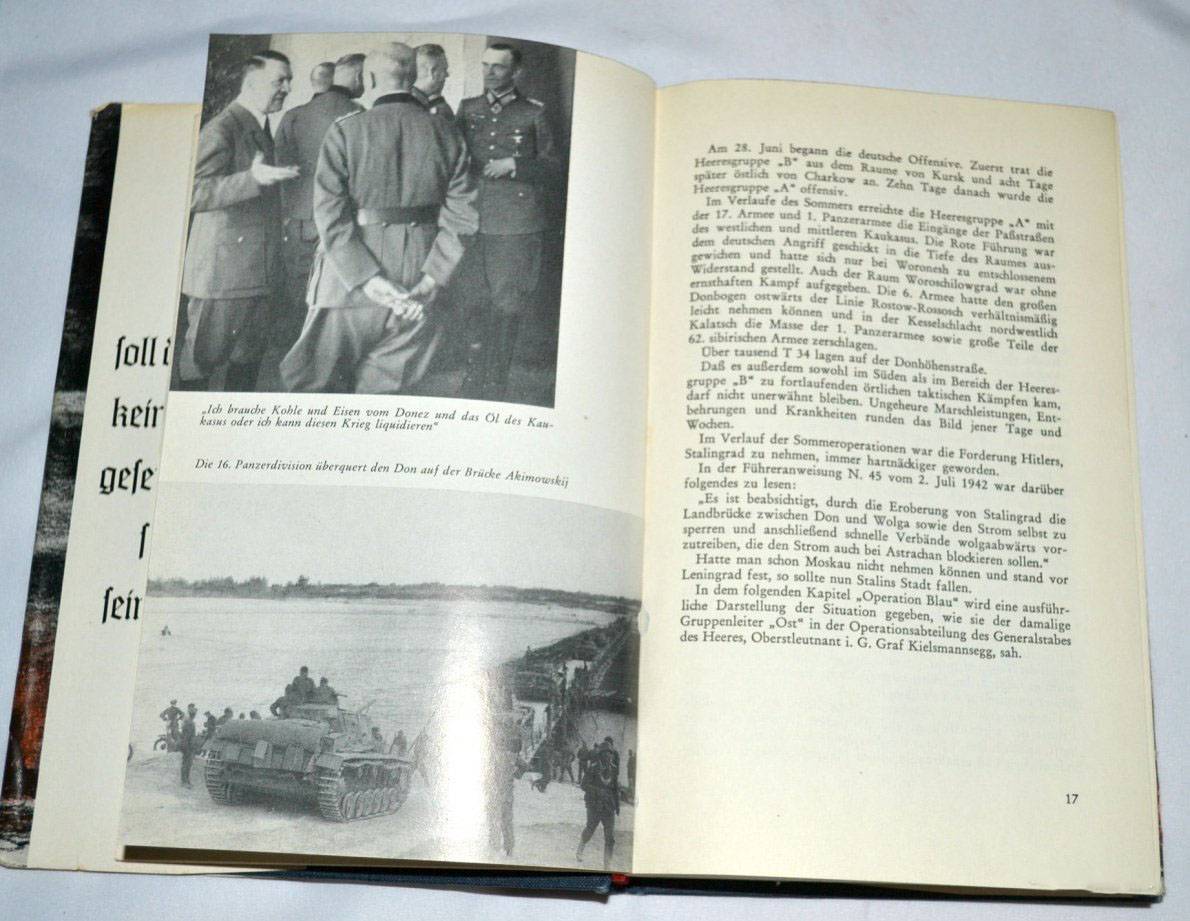 soll
kein
gese
sein
„Ich brauche Kohle und Eisen vom Donez und das Öl des Kau-
kasus oder ich kann diesen Krieg liquidieren“
Die 16. Panzerdivision überquert den Don auf der Brücke Akimowskij
Am 28. Juni begann die deutsche Offensive. Zuerst trat die
Heeresgruppe „B“ aus dem Raume von Kursk und acht Tage
später östlich von Charkow an. Zehn Tage danach wurde die
Heeresgruppe „A“ offensiv.
Im Verlaufe des Sommers erreichte die Heeresgruppe „A“ mit
der 17. Armee und 1. Panzerarmee die Eingänge der Paßstraßen
des westlichen und mittleren Kaukasus. Die Rote Führung war
dem deutschen Angriff geschickt in die Tiefe des Raumes aus-
gewichen und hatte sich nur bei Woronesh zu entschlossenem
Widerstand gestellt. Auch der Raum Woroschilowgrad war ohne
ernsthaften Kampf aufgegeben. Die 6. Armee hatte den großen
Donbogen ostwärts der Linie Rostow-Rossosch verhältnismäßig
leicht nehmen können und in der Kesselschlacht nordwestlich
Kalatsch die Masse der 1. Panzerarmee sowie große Teile der
62. sibirischen Armee zerschlagen.
Über tausend T 34 lagen auf der Donhöhenstraße.
Daß es außerdem sowohl im Süden als im Bereich der Heeres-
gruppe „B“ zu fortlaufenden örtlichen taktischen Kämpfen kam,
darf nicht unerwähnt bleiben. Ungeheure Marschleistungen, Ent-
behrungen und Krankheiten runden das Bild jener Tage und
Wochen.
Im Verlauf der Sommeroperationen war die Forderung Hitlers,
Stalingrad zu nehmen, immer hartnäckiger geworden.
In der Führeranweisung N. 45 vom 2. Juli 1942 war darüber
folgendes zu lesen:
„Es ist beabsichtigt, durch die Eroberung von Stalingrad die
Landbrücke zwischen Don und Wolga sowie den Strom selbst zu
sperren und anschließend schnelle Verbände wolgaabwärts vor-
zutreiben, die den Strom auch bei Astrachan blockieren sollen.“
Hatte man schon Moskau nicht nehmen können und stand vor
Leningrad fest, so sollte nun Stalins Stadt fallen.
In dem folgenden Kapitel „Operation Blau“ wird eine ausführ-
liche Darstellung der Situation gegeben, wie sie der damalige
Gruppenleiter „Ost“ in der Operationsabteilung des Generalstabes
des Heeres, Oberstleutnant i. G. Graf Kielsmannsegg, sah.
17